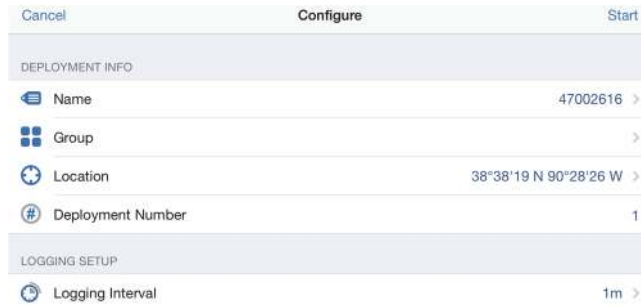 Cancel Configure Start
DEPLOYMENT INFO
Name 47002616
Group
Location 38°38'19 N 90°28'26 W
# Deployment Number 1
LOGGING SETUP
Logging Interval 1m